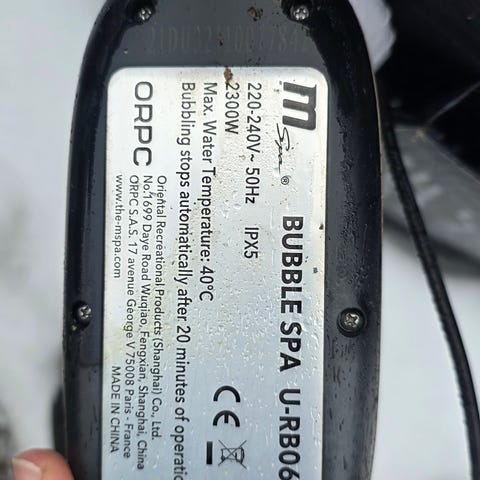 mSpa® BUBBLE SPA U-RB06
220-240V~ 50Hz IPX5
2300W
Max. Water Temperature: 40°C
Bubbling stops automatically after 20 minutes of operatio
ORPC
Oriental Recreational Products (Shanghai) Co., Ltd.
No.1699 Daye Road Wuqiao, Fengxian, Shanghai, China
ORPC S.A.S. 17 avenue George V 75008 Paris - France
www.the-mspa.com MADE IN CHINA
CE